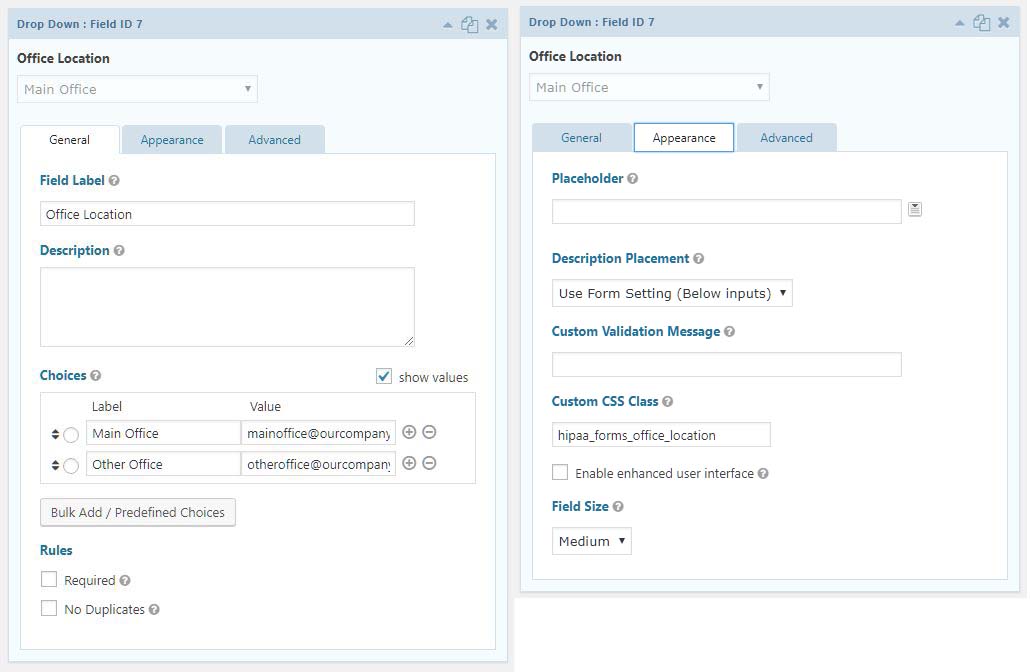 Drop Down : Field ID 7
Office Location
Main Office
General Appearance Advanced
Field Label
Office Location
Description
Choices show values
Label Value
Main Office mainoffice@ourcompany
Other Office otheroffice@ourcompany
Bulk Add / Predefined Choices
Rules
Required
No Duplicates
Drop Down : Field ID 7
Office Location
Main Office
General Appearance Advanced
Placeholder
Description Placement
Use Form Setting (Below inputs)
Custom Validation Message
Custom CSS Class
hipaa_forms_office_location
Enable enhanced user interface
Field Size
Medium